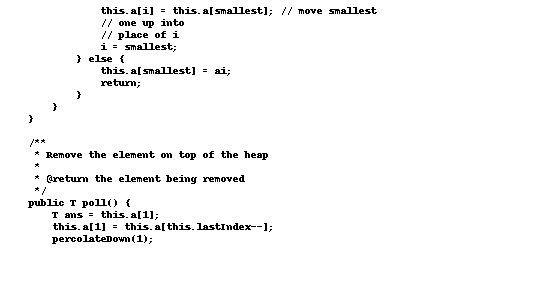 this.a[i] = this.a[smallest]; // move smallest
// one up into
// place of i
i = smallest;
} else {
this.a[smallest] = ai;
return;
}
}
}
/**
* Remove the element on top of the heap
*
* @return the element being removed
*/
public T poll() {
T ans = this.a[1];
this.a[1] = this.a[this.lastIndex--];
percolateDown(1);